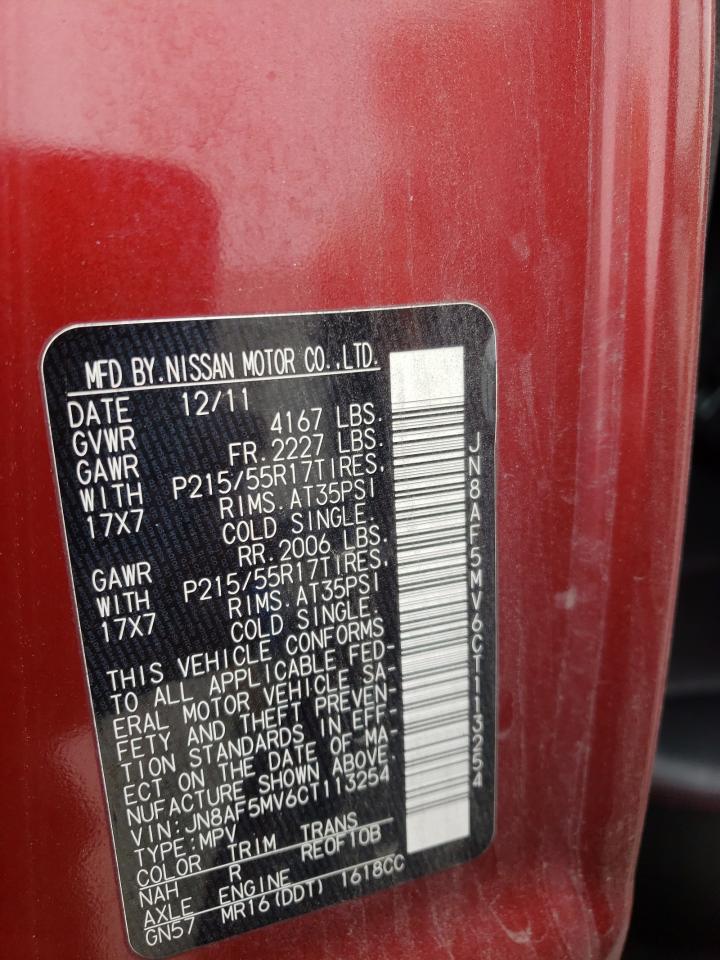 MFD BY.NISSAN MOTOR CO.,LTD.
DATE 12/11
GVWR 4167 LBS.
GAWR FR. 2227 LBS.
WITH P215/55R17TIRES,
17X7 RIMS.AT35PSI
COLD SINGLE.
GAWR RR. 2006 LBS.
WITH P215/55R17TIRES,
17X7 RIMS.AT35PSI
COLD SINGLE.
THIS VEHICLE CONFORMS
TO ALL APPLICABLE FED-
ERAL MOTOR VEHICLE SA-
FETY AND THEFT PREVEN-
TION STANDARDS IN EFF-
ECT ON THE DATE OF MA-
NUFACTURE SHOWN ABOVE.
VIN:JN8AF5MV6CT113254
TYPE:MPV
COLOR TRIM TRANS
NAH R REOF10B
AXLE ENGINE
GN57 MR16(DDT) 1618CC
JN8AF5MV6CT113254